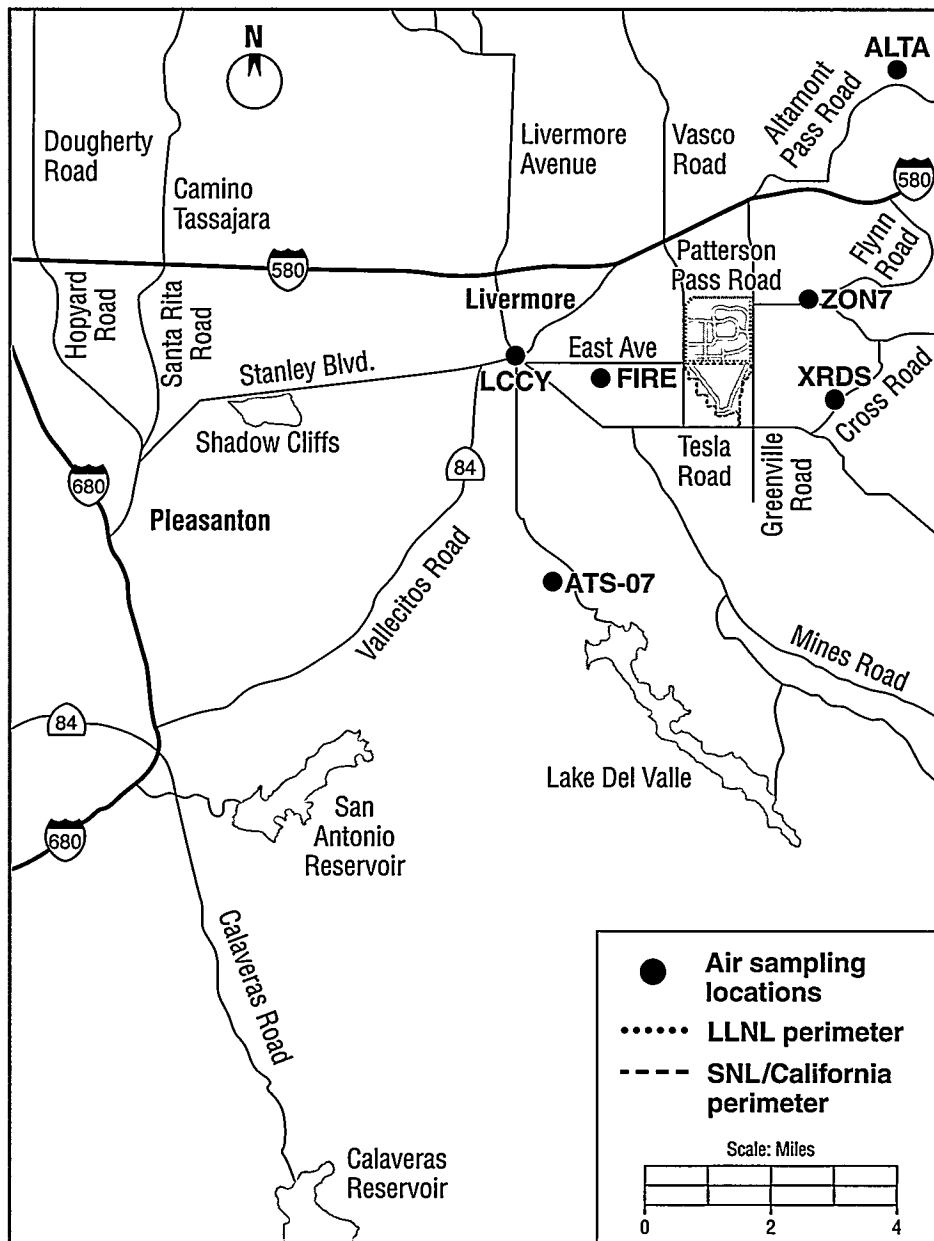 N
ALTA
Altamont
Pass Road
Dougherty
Road
Livermore
Avenue
Vasco
Road
Camino
Tassajara
580
580
Patterson
Pass Road
Flynn
Road
Hopyard
Road
Santa Rita
Road
Livermore
ZON7
East Ave
Stanley Blvd.
LCCY
FIRE
XRDS
Cross Road
Shadow Cliffs
Tesla
Road
Greenville
Road
84
680
Pleasanton
Vallecitos Road
ATS-07
Mines Road
84
Lake Del Valle
San
Antonio
Reservoir
680
Calaveras Road
Calaveras
Reservoir
Air sampling
locations
LLNL perimeter
SNL/California
perimeter
Scale: Miles
0 2 4